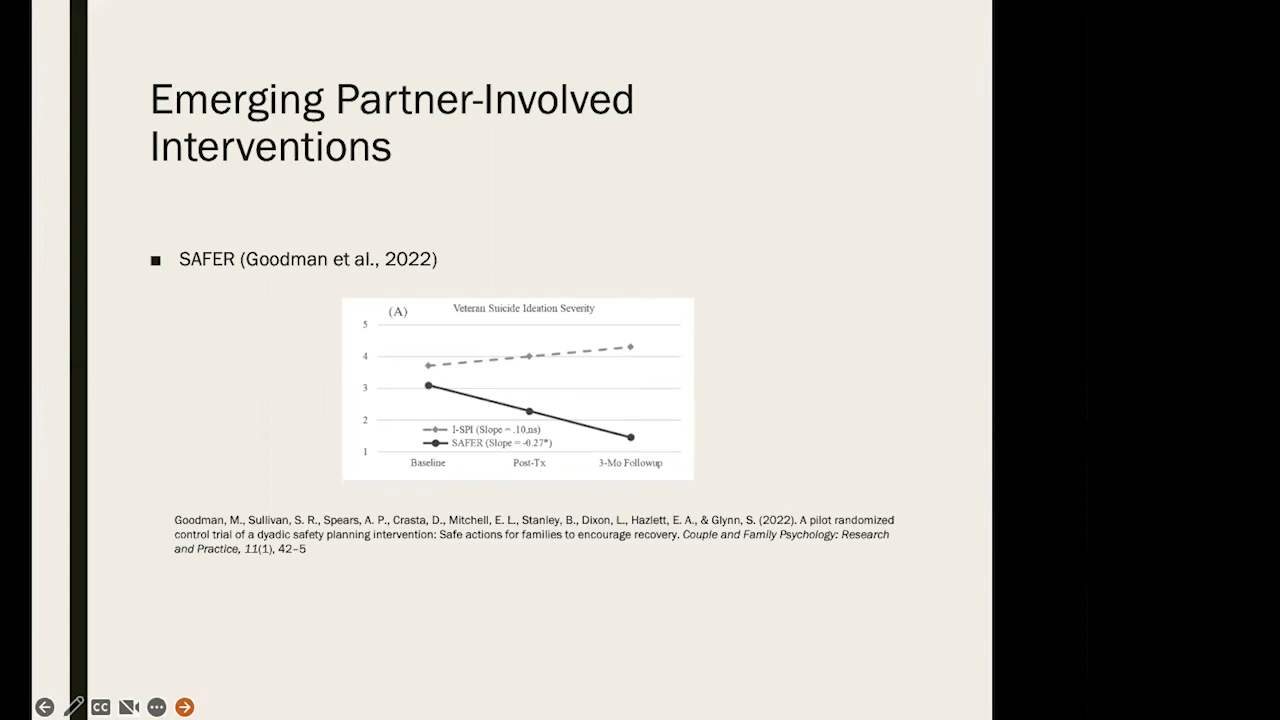 Emerging Partner-Involved
Interventions
■ SAFER (Goodman et al., 2022)
(A)
Veteran Suicide Ideation Severity
5
4
3
2
1
I-SPI (Slope = .10,ns)
SAFER (Slope = -0.27*)
Baseline Post-Tx 3-Mo Followup
Goodman, M., Sullivan, S. R., Spears, A. P., Crasta, D., Mitchell, E. L., Stanley, B., Dixon, L., Hazlett, E. A., & Glynn, S. (2022). A pilot randomized
control trial of a dyadic safety planning intervention: Safe actions for families to encourage recovery. Couple and Family Psychology: Research
and Practice, 11(1), 42–5
CC